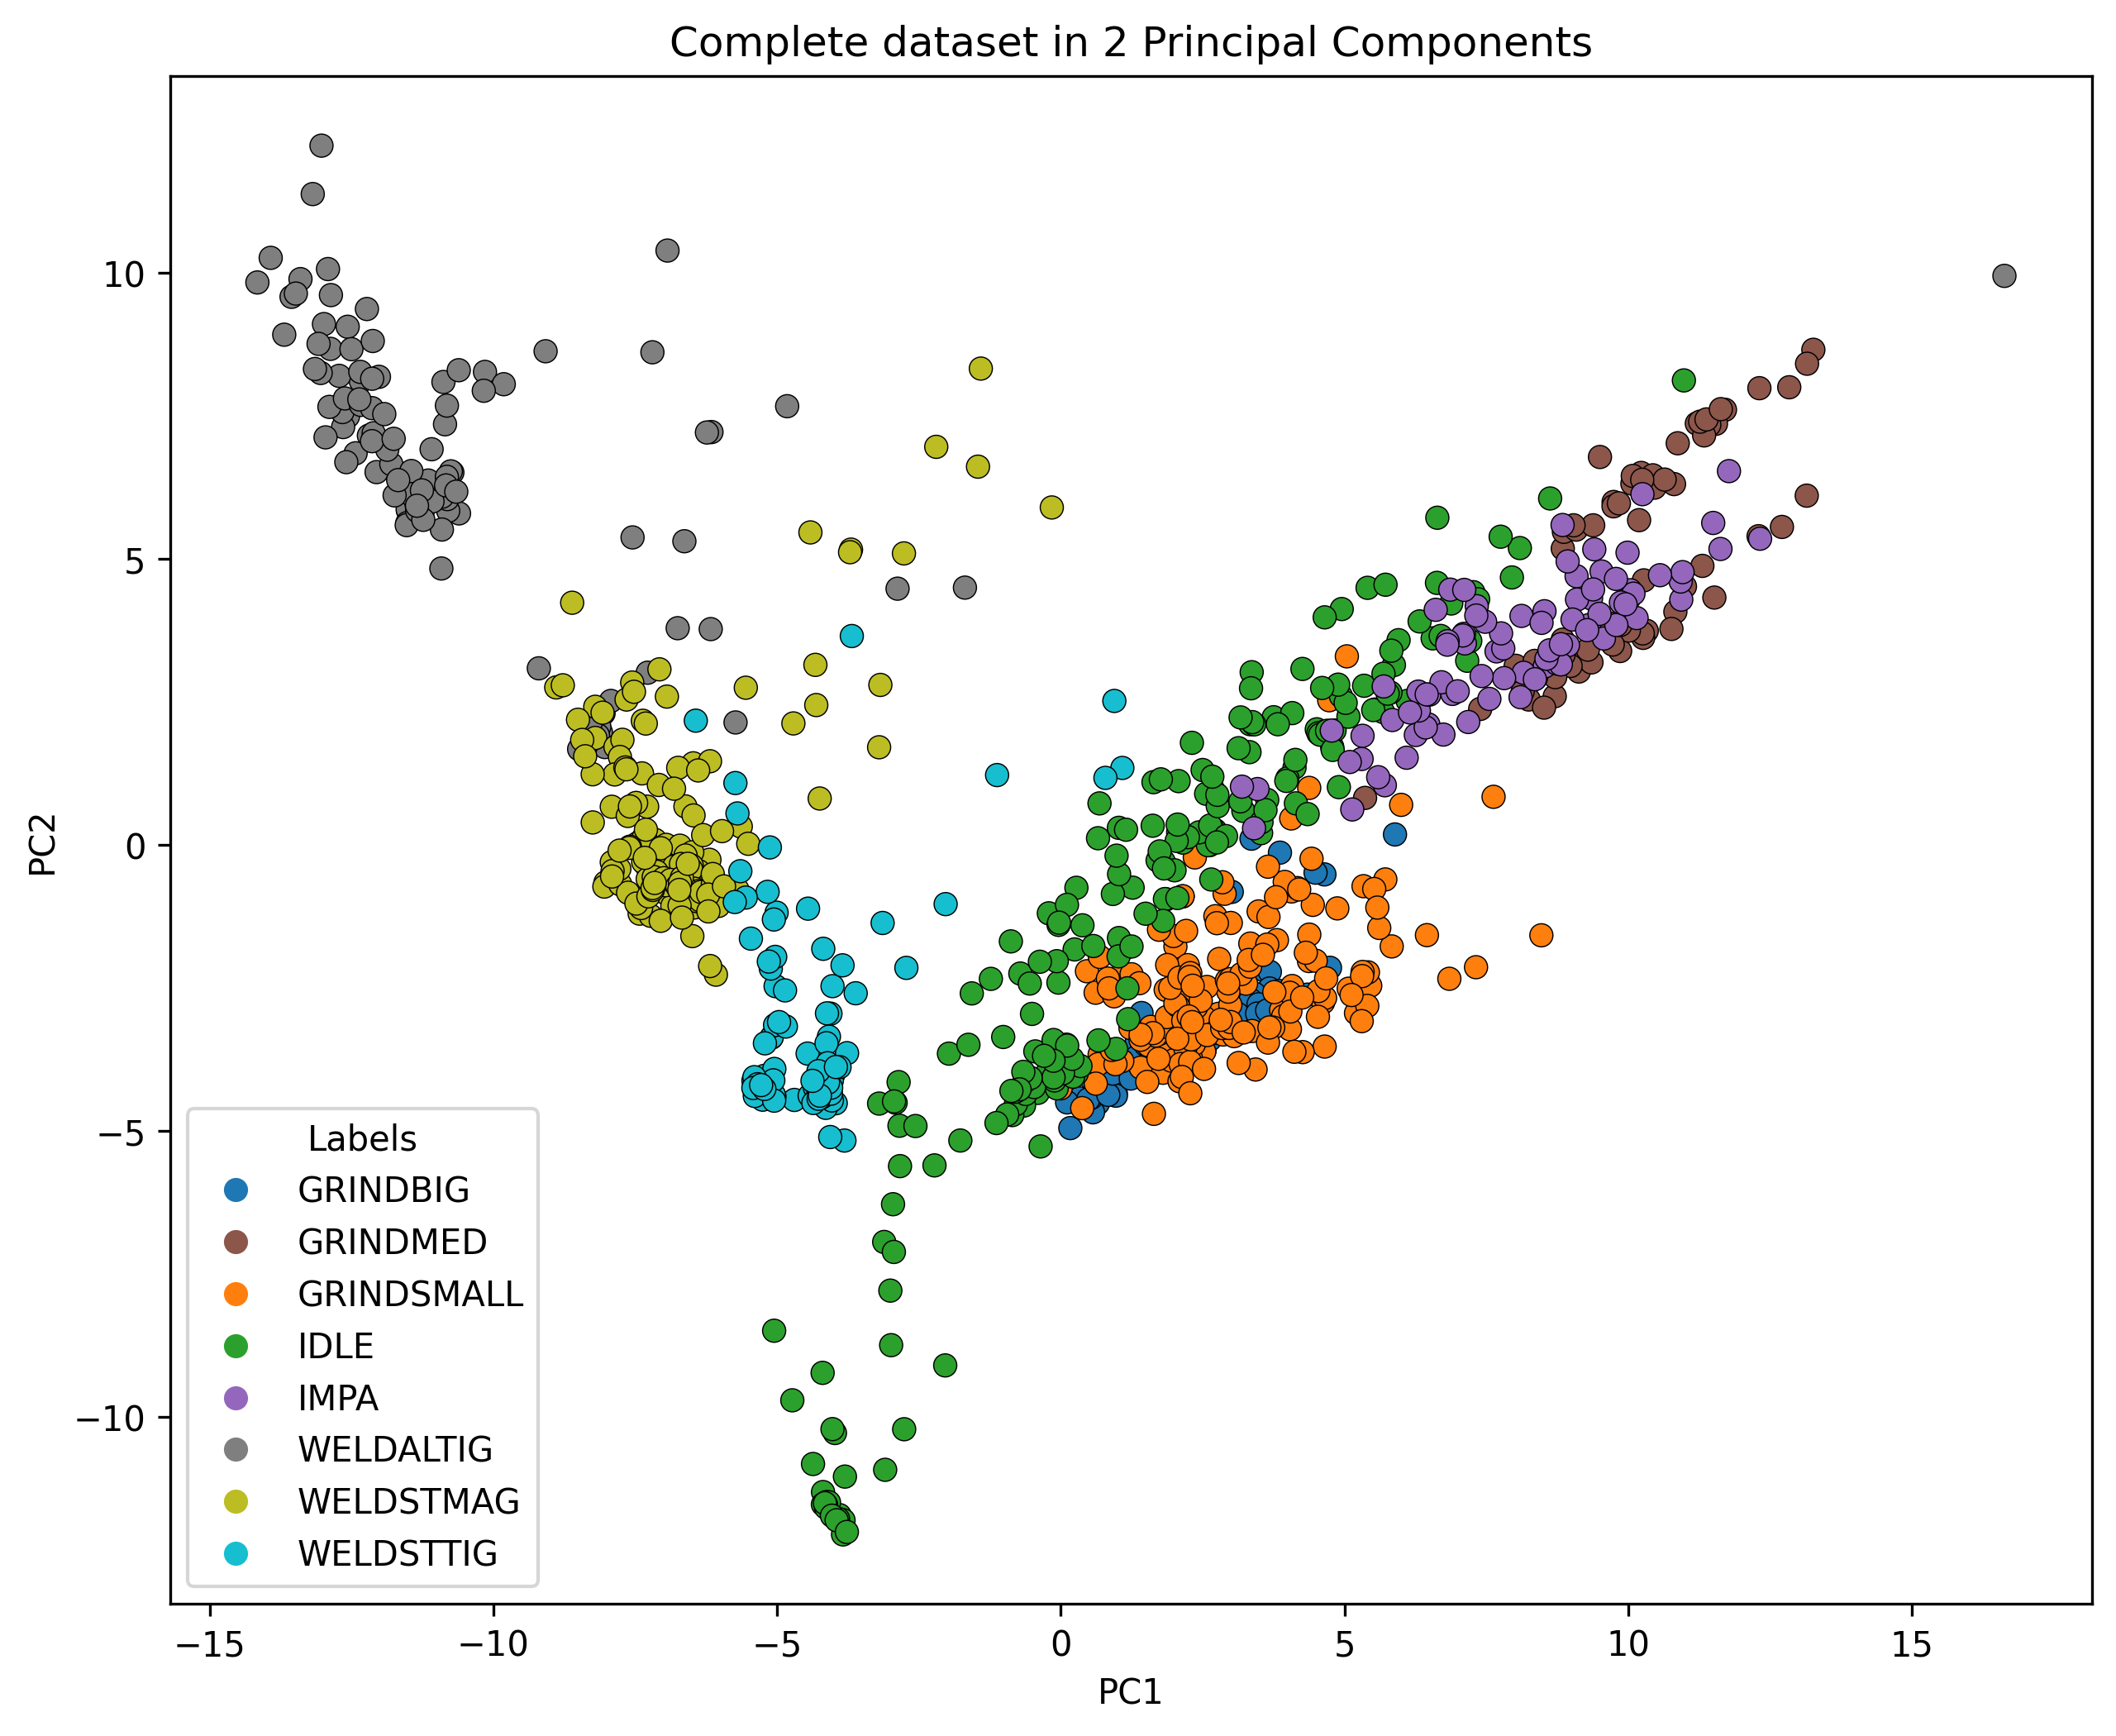 Complete dataset in 2 Principal Components
PC2
10
5
0
−5
−10
Labels
GRINDBIG
GRINDMED
GRINDSMALL
IDLE
IMPA
WELDALTIG
WELDSTMAG
WELDSTTIG
−15
−10
−5
0
5
10
15
PC1